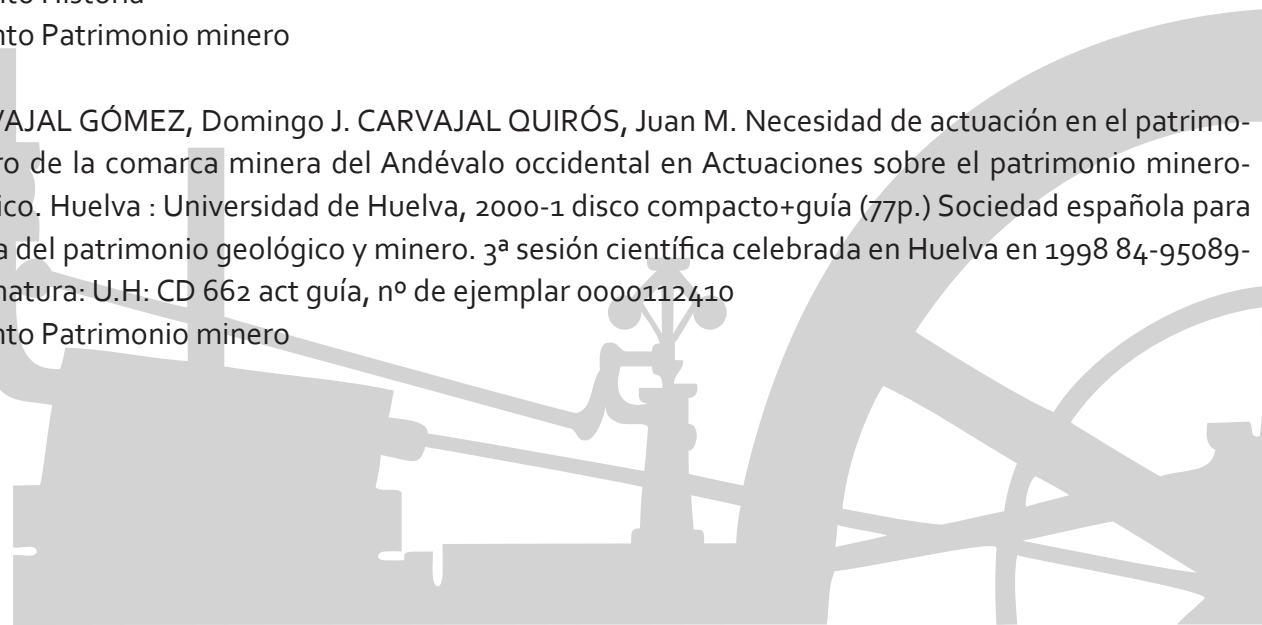 nto Historia
nto Patrimonio minero
VAJAL GÓMEZ, Domingo J. CARVAJAL QUIRÓS, Juan M. Necesidad de actuación en el patrimo-
ro de la comarca minera del Andévalo occidental en Actuaciones sobre el patrimonio minero-
ico. Huelva : Universidad de Huelva, 2000-1 disco compacto+guía (77p.) Sociedad española para
a del patrimonio geológico y minero. 3ª sesión científica celebrada en Huelva en 1998 84-95089-
natura: U.H: CD 662 act guía, nº de ejemplar 0000112410
nto Patrimonio minero